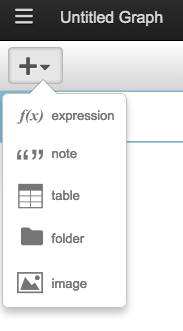 Untitled Graph
f(x) expression
"" note
table
folder
image